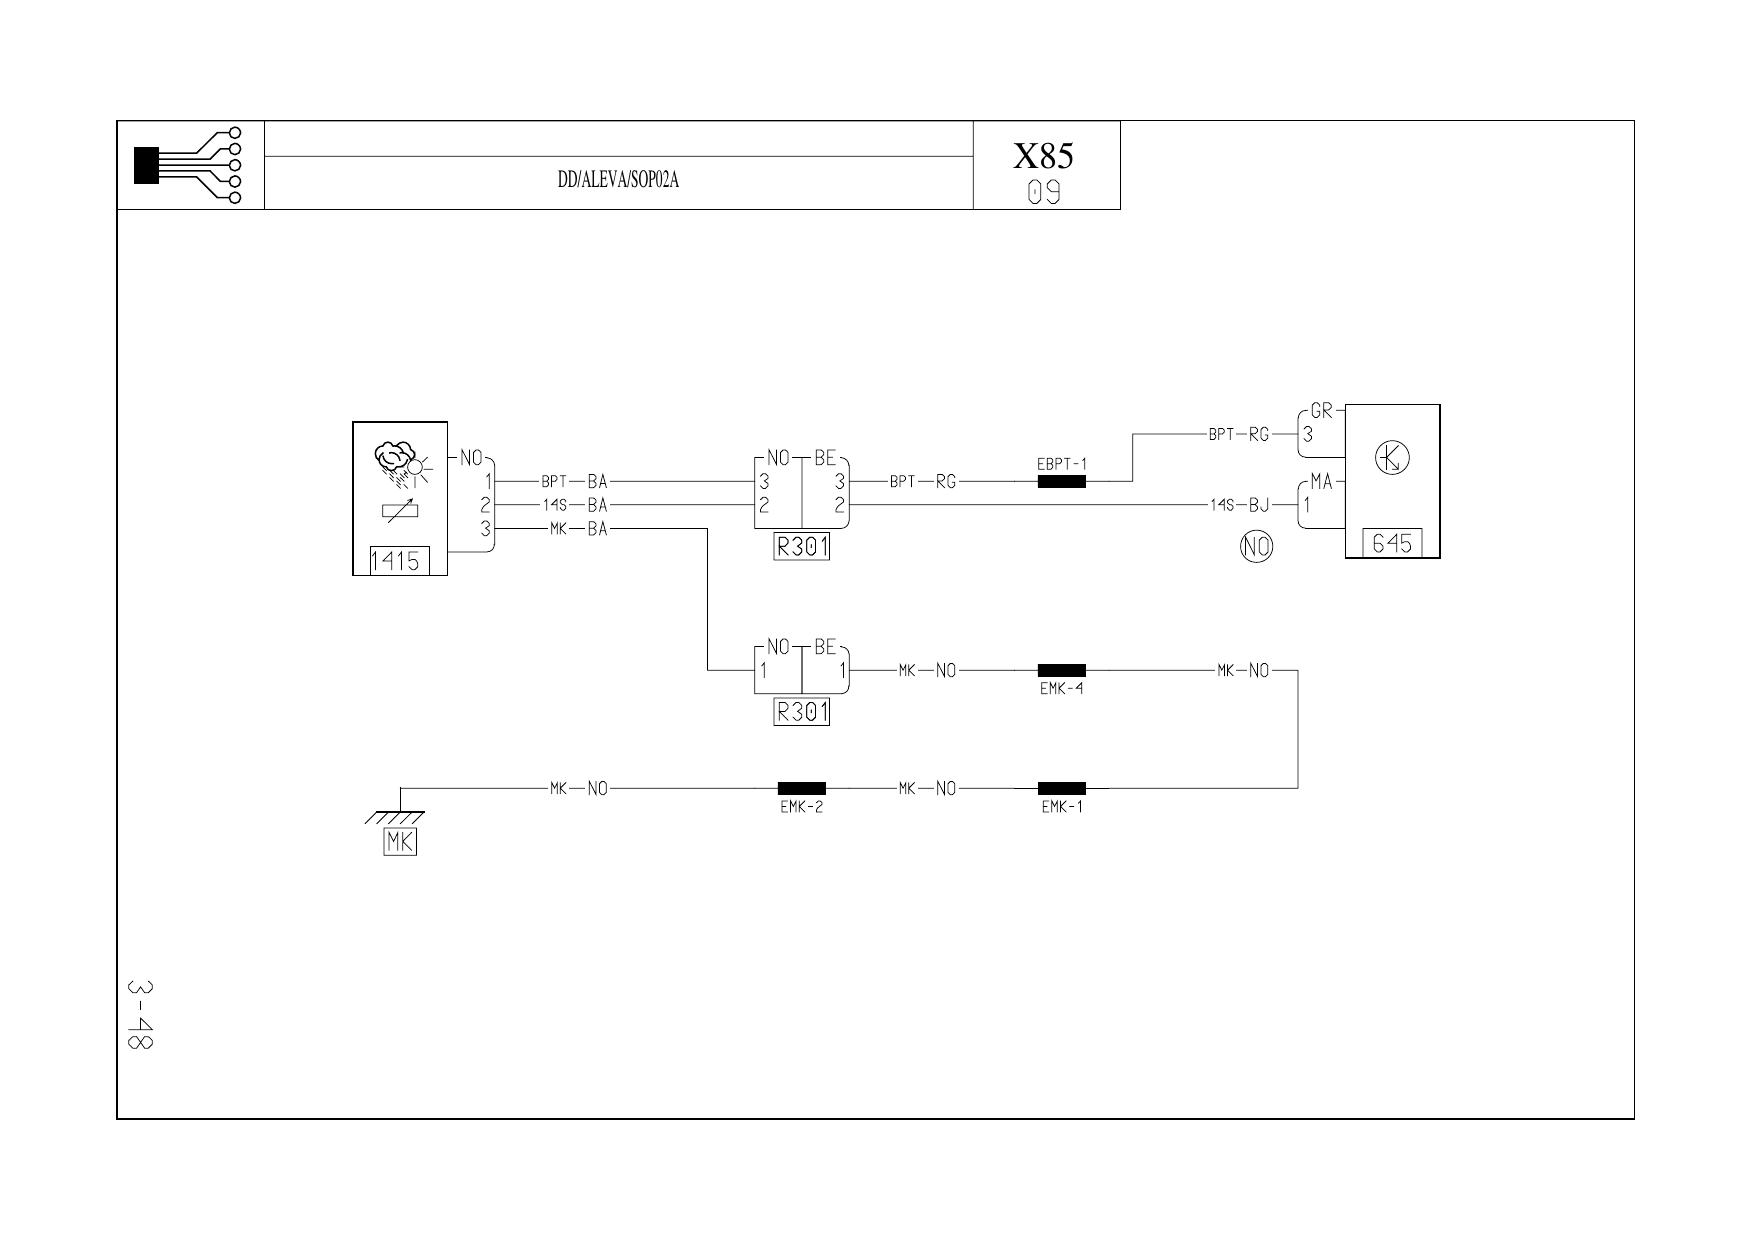 DD/ALEVA/SOP02A
X85
09
NO
1 BPT BA
2 14S BA
3 MK BA
1415
NO BE
3 3
2 2
R301
BPT RG
EBPT-1
BPT RG
GR
3
MA
14S BJ 1
NO
645
NO BE
1 1
R301
MK NO
EMK-4
MK NO
MK NO
EMK-2
MK NO
EMK-1
MK
3-48